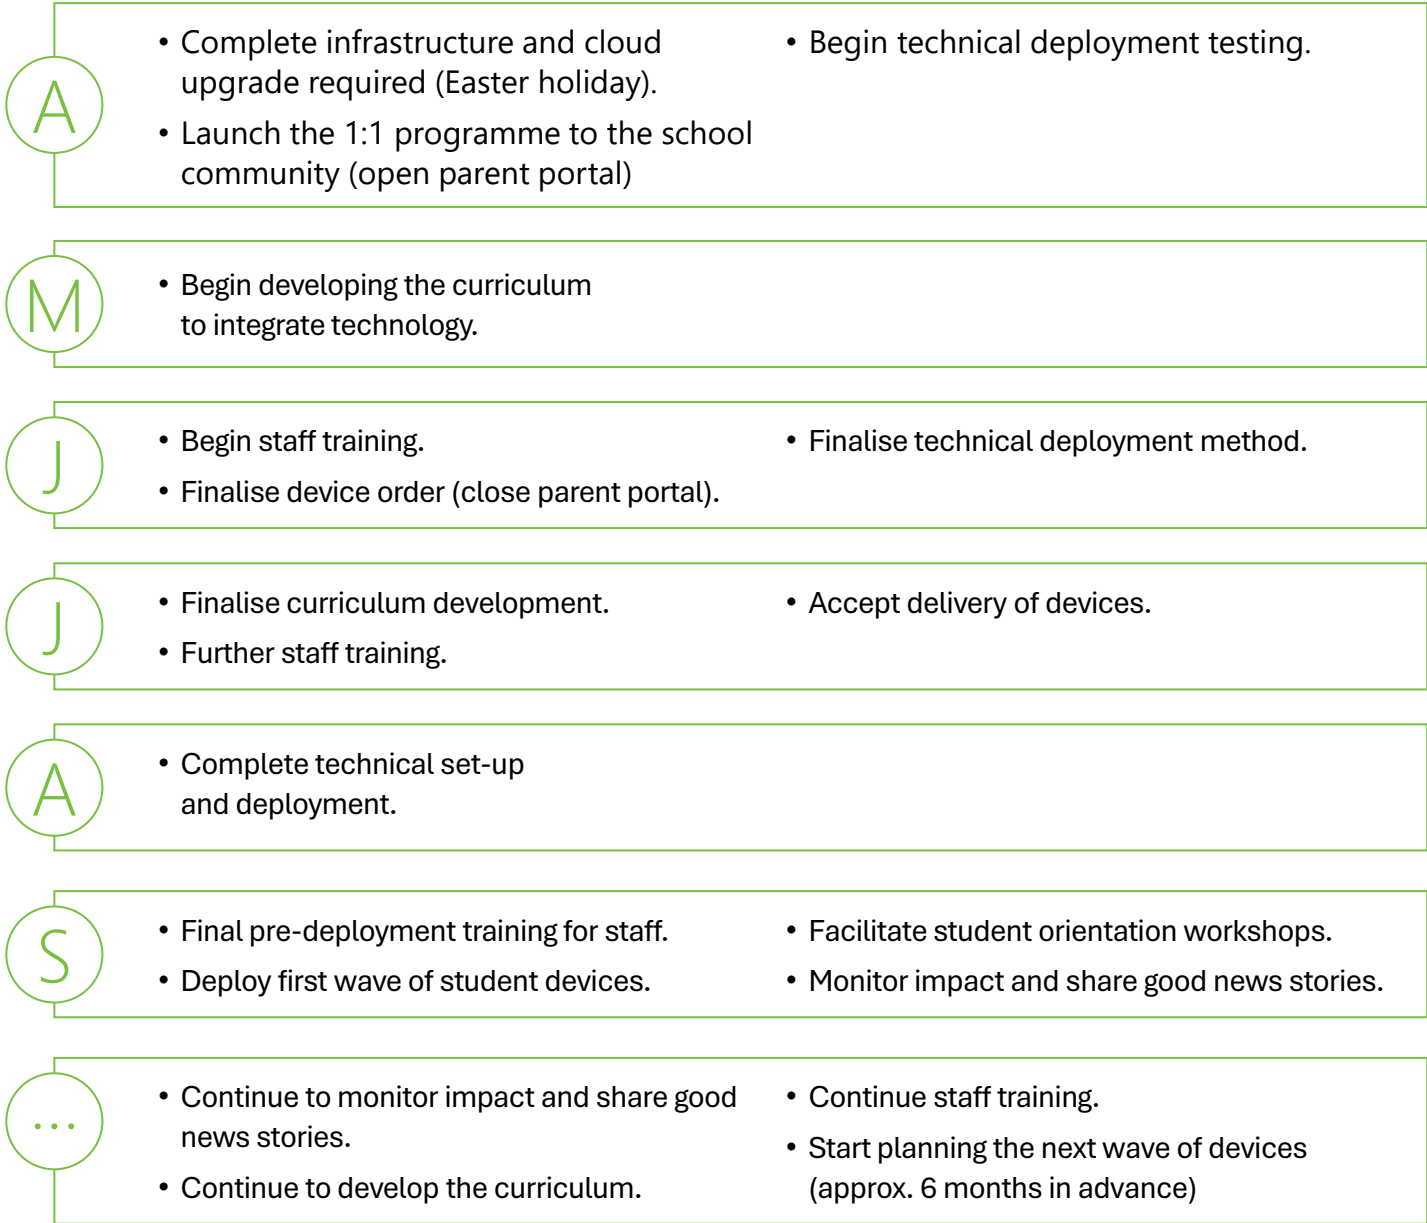 A
• Complete infrastructure and cloud
upgrade required (Easter holiday).
• Launch the 1:1 programme to the school
community (open parent portal)
• Begin technical deployment testing.
M
• Begin developing the curriculum
to integrate technology.
J
• Begin staff training.
• Finalise device order (close parent portal).
• Finalise technical deployment method.
J
• Finalise curriculum development.
• Further staff training.
• Accept delivery of devices.
A
• Complete technical set-up
and deployment.
S
• Final pre-deployment training for staff.
• Deploy first wave of student devices.
• Facilitate student orientation workshops.
• Monitor impact and share good news stories.
...
• Continue to monitor impact and share good
news stories.
• Continue to develop the curriculum.
• Continue staff training.
• Start planning the next wave of devices
(approx. 6 months in advance)